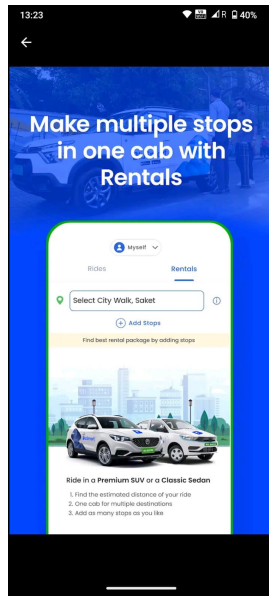 13:23
R 40%
Make multiple stops
in one cab with
Rentals
Myself
Rides Rentals
Select City Walk, Saket
Add Stops
Find best rental package by adding stops
Ride in a Premium SUV or a Classic Sedan
1. Find the estimated distance of your ride
2. One cab for multiple destinations
3. Add as many stops as you like